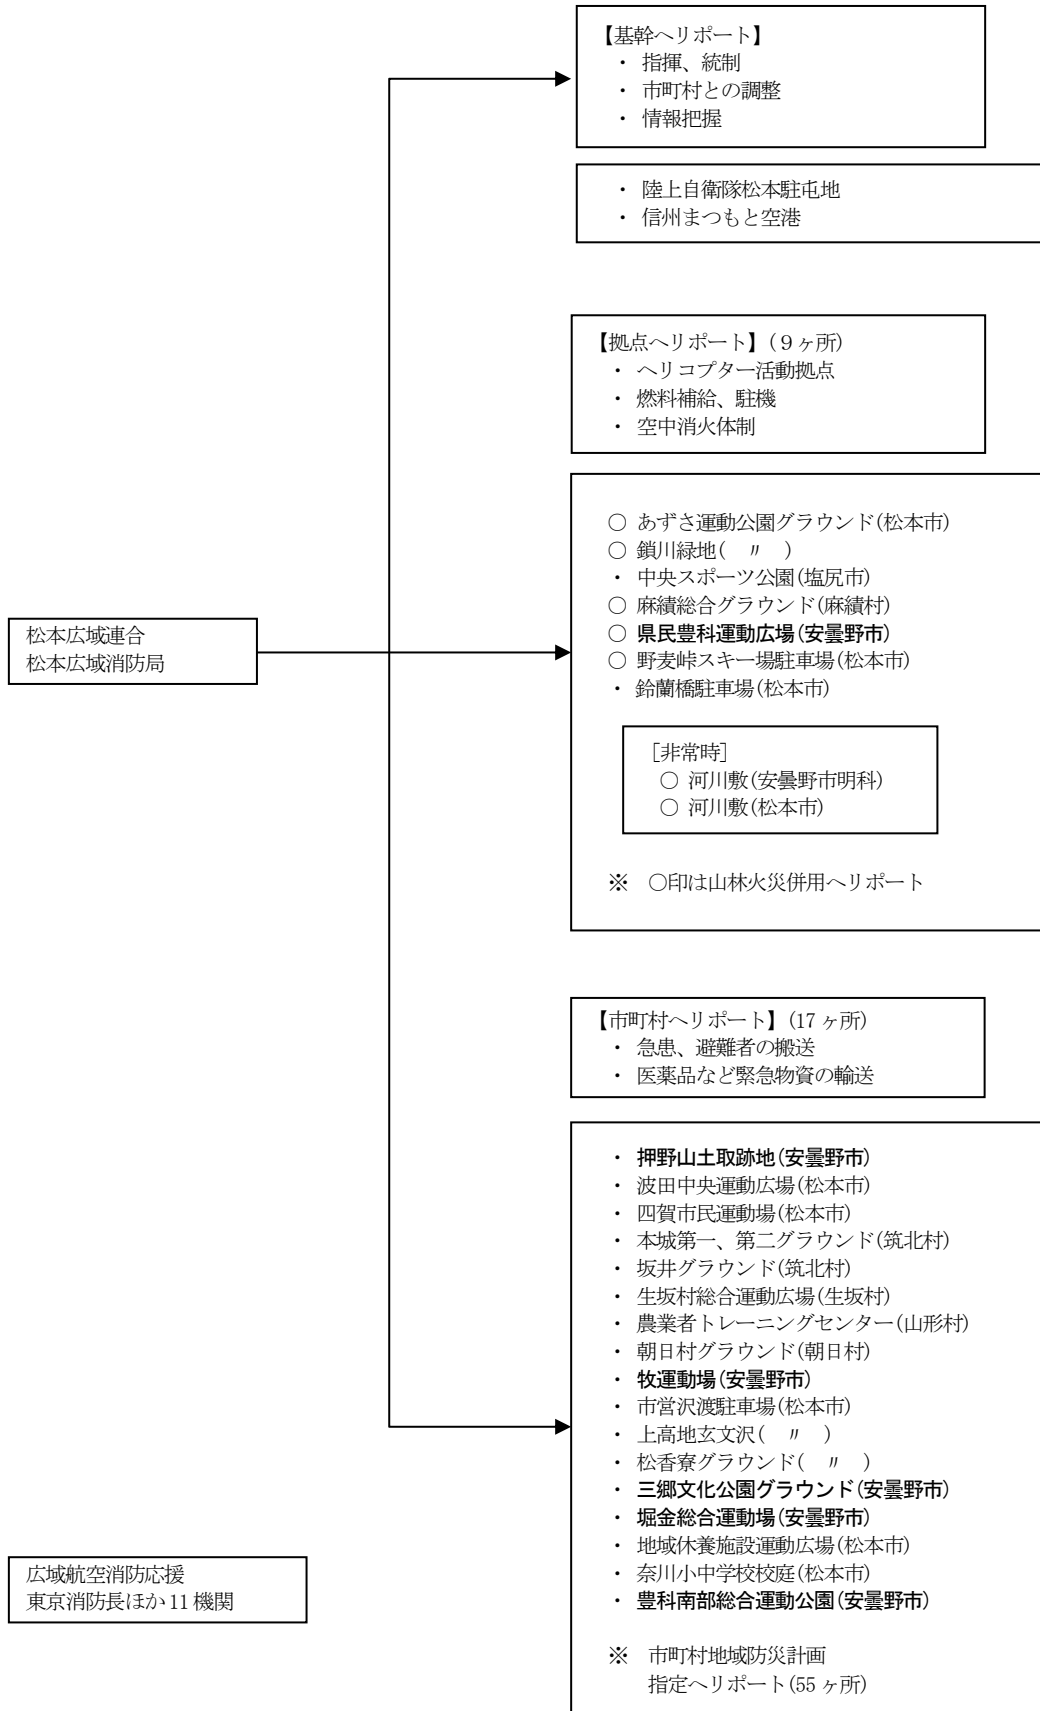 【基幹へリポート】
・ 指揮、統制
・ 市町村との調整
・ 情報把握
・ 陸上自衛隊松本駐屯地
・ 信州まつもと空港
【拠点へリポート】(９ヶ所)
・ ヘリコプター活動拠点
・ 燃料補給、駐機
・ 空中消火体制
○ あずさ運動公園グラウンド(松本市)
○ 鎖川緑地( 〃 )
・ 中央スポーツ公園(塩尻市)
○ 麻績総合グラウンド(麻績村)
○ 県民豊科運動広場(安曇野市)
○ 野麦峠スキー場駐車場(松本市)
・ 鈴蘭橋駐車場(松本市)
[非常時]
○ 河川敷(安曇野市明科)
○ 河川敷(松本市)
※ ○印は山林火災併用へリポート
松本広域連合
松本広域消防局
【市町村へリポート】(17 ヶ所)
・ 急患、避難者の搬送
・ 医薬品など緊急物資の輸送
・ 押野山土取跡地(安曇野市)
・ 波田中央運動広場(松本市)
・ 四賀市民運動場(松本市)
・ 本城第一、第二グラウンド(筑北村)
・ 坂井グラウンド(筑北村)
・ 生坂村総合運動広場(生坂村)
・ 農業者トレーニングセンター(山形村)
・ 朝日村グラウンド(朝日村)
・ 牧運動場(安曇野市)
・ 市営沢渡駐車場(松本市)
・ 上高地玄文沢( 〃 )
・ 松香寮グラウンド( 〃 )
・ 三郷文化公園グラウンド(安曇野市)
・ 堀金総合運動場(安曇野市)
・ 地域休養施設運動広場(松本市)
・ 奈川小中学校校庭(松本市)
・ 豊科南部総合運動公園(安曇野市)
※ 市町村地域防災計画
指定へリポート(55 ヶ所)
広域航空消防応援
東京消防長ほか 11 機関